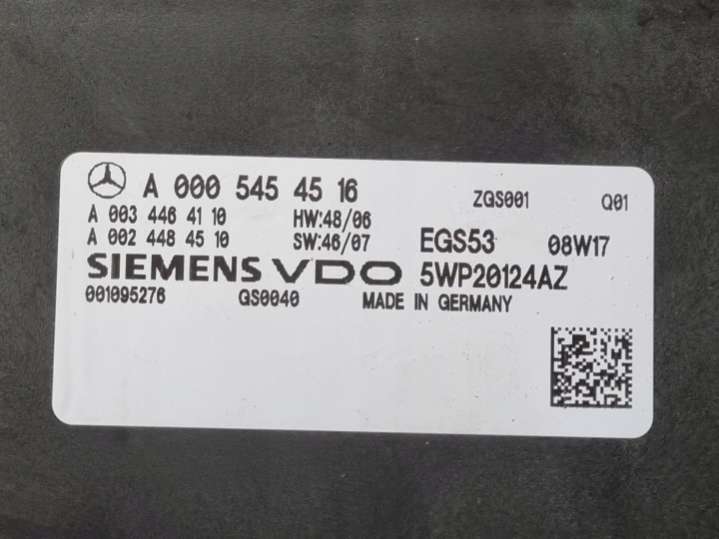 A 000 545 45 16 ZGS001 Q01
A 003 446 41 10 HW:48/06
A 002 448 45 10 SW:46/07 EGS53 08W17
SIEMENS VDO 5WP20124AZ
001095276 GS0040 MADE IN GERMANY